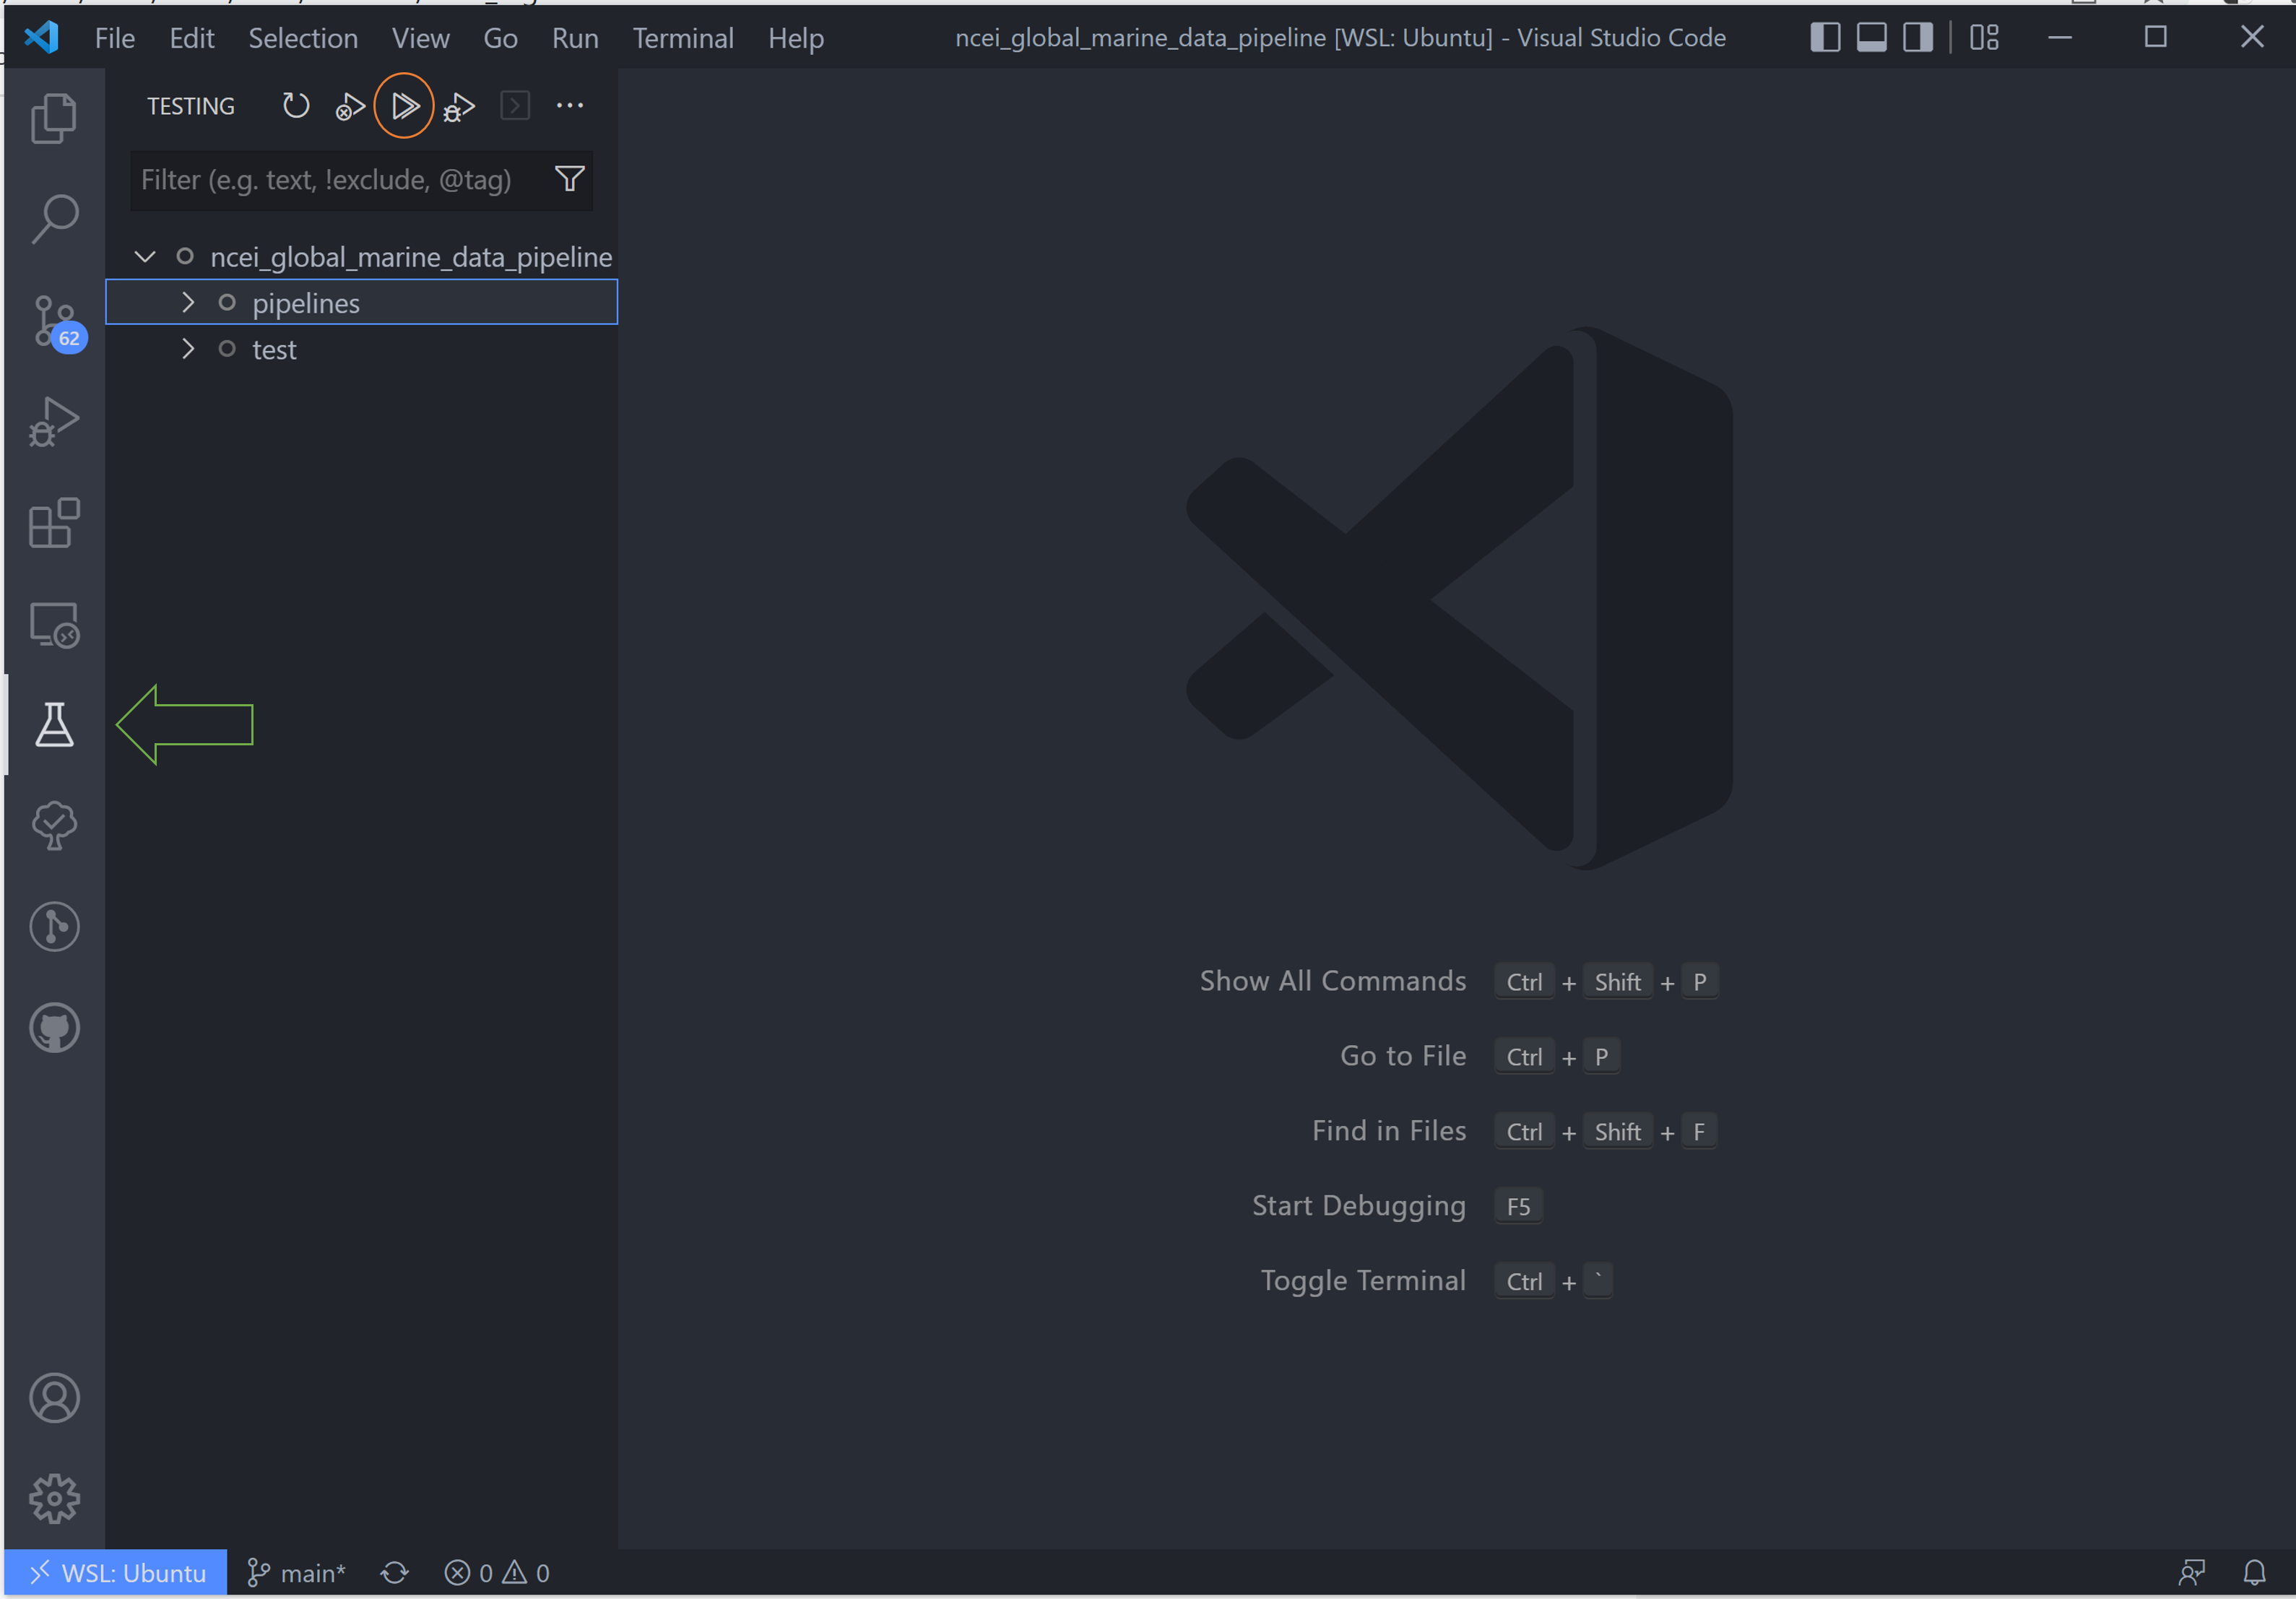 File Edit Selection View Go Run Terminal Help ncei_global_marine_data_pipeline [WSL: Ubuntu] - Visual Studio Code
TESTING
Filter (e.g. text, !exclude, @tag)
ncei_global_marine_data_pipeline
pipelines
test
62
Show All Commands Ctrl + Shift + P
Go to File Ctrl + P
Find in Files Ctrl + Shift + F
Start Debugging F5
Toggle Terminal Ctrl + `
WSL: Ubuntu main* 0 0